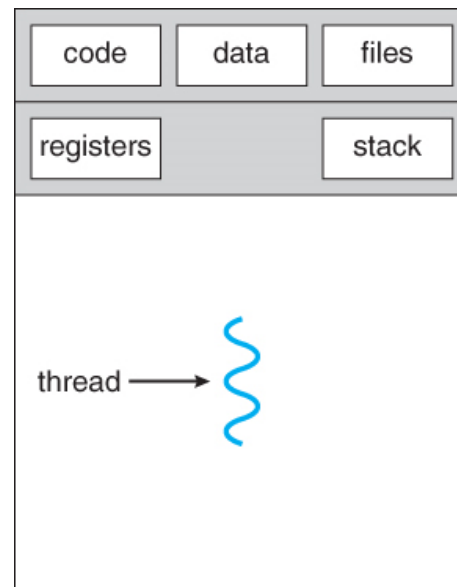 code data files
registers stack
thread